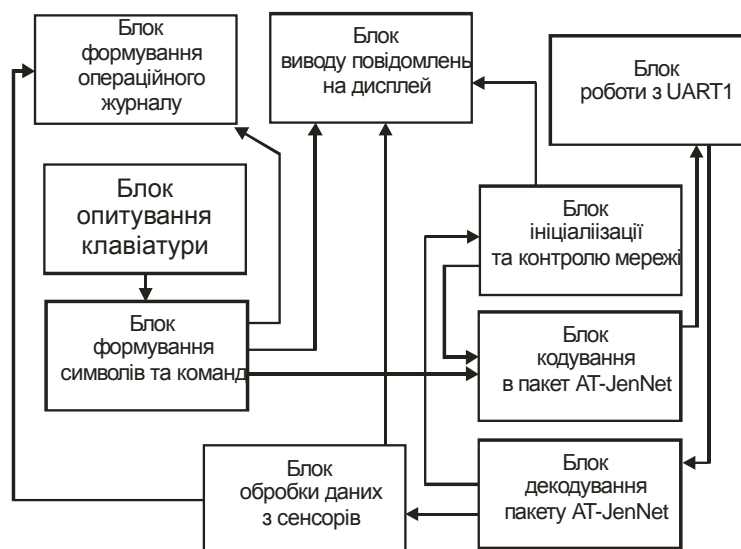 Блок
формування
операційного
журналу
Блок
виводу повідомлень
на дисплей
Блок
роботи з UART1
Блок
опитування
клавіатури
Блок
ініціаліізації
та контролю мережі
Блок
формування
символів та команд
Блок
кодування
в пакет AT-JenNet
Блок
обробки даних
з сенсорів
Блок
декодування
пакету AT-JenNet